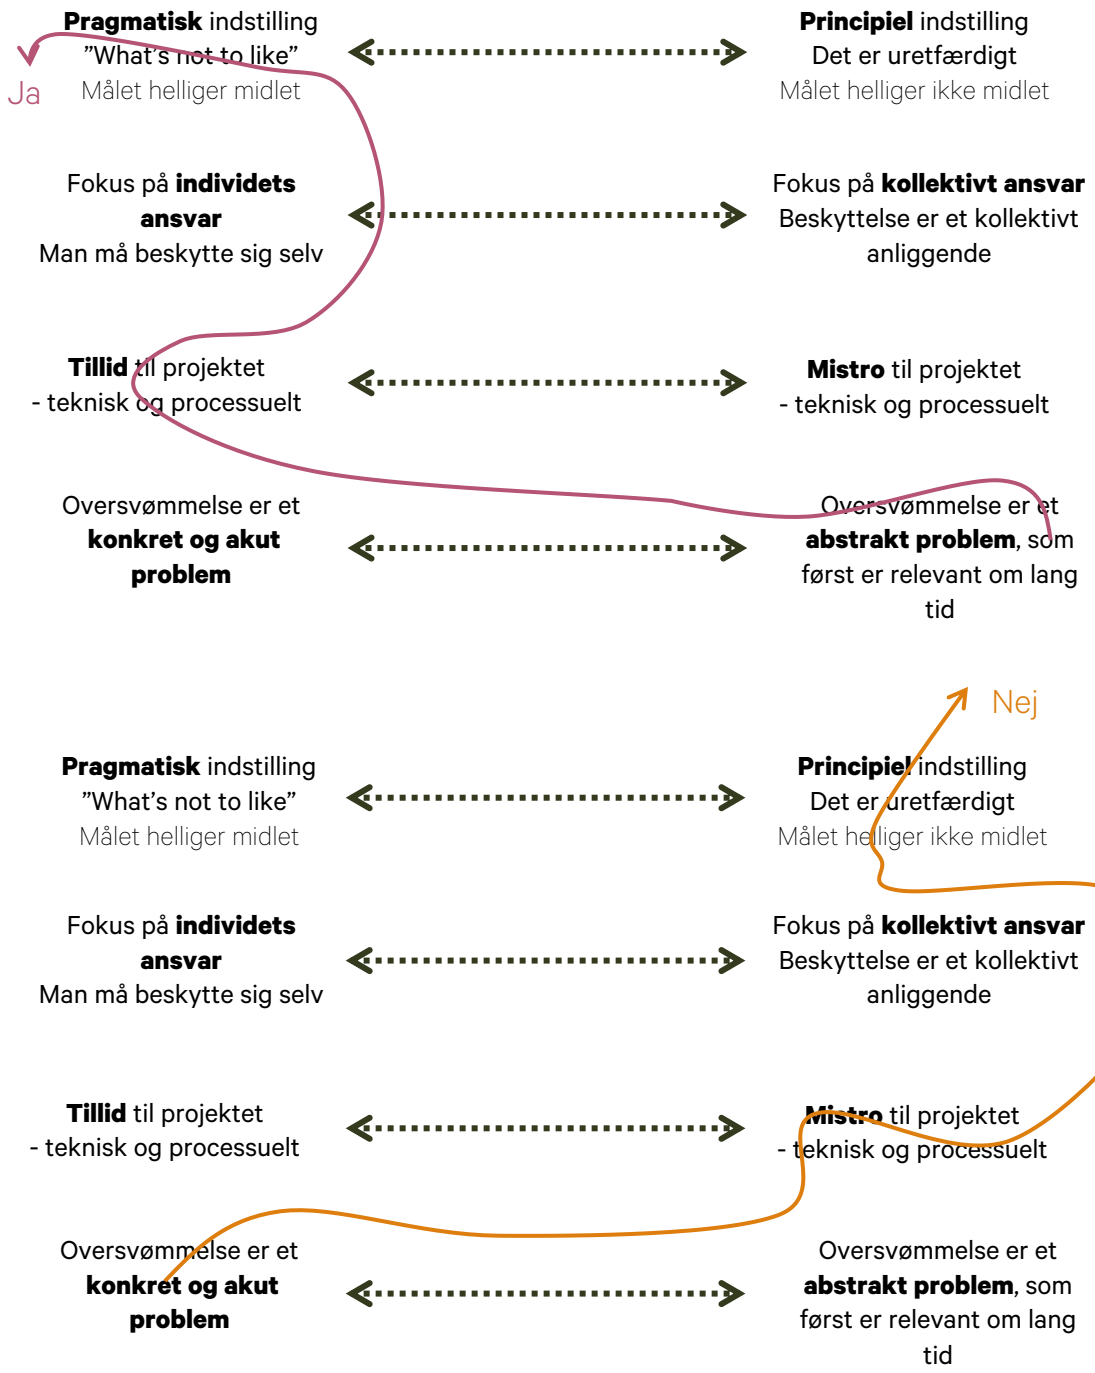 Pragmatisk indstilling
”What’s not to like”
Målet helliger midlet
Principiel indstilling
Det er uretfærdigt
Målet helliger ikke midlet
Ja
Fokus på individets
ansvar
Man må beskytte sig selv
Fokus på kollektivt ansvar
Beskyttelse er et kollektivt
anliggende
Tillid til projektet
- teknisk og processuelt
Mistro til projektet
- teknisk og processuelt
Oversvømmelse er et
konkret og akut
problem
Oversvømmelse er et
abstrakt problem, som
først er relevant om lang
tid
Nej
Pragmatisk indstilling
”What’s not to like”
Målet helliger midlet
Principiel indstilling
Det er uretfærdigt
Målet helliger ikke midlet
Fokus på individets
ansvar
Man må beskytte sig selv
Fokus på kollektivt ansvar
Beskyttelse er et kollektivt
anliggende
Tillid til projektet
- teknisk og processuelt
Mistro til projektet
- teknisk og processuelt
Oversvømmelse er et
konkret og akut
problem
Oversvømmelse er et
abstrakt problem, som
først er relevant om lang
tid